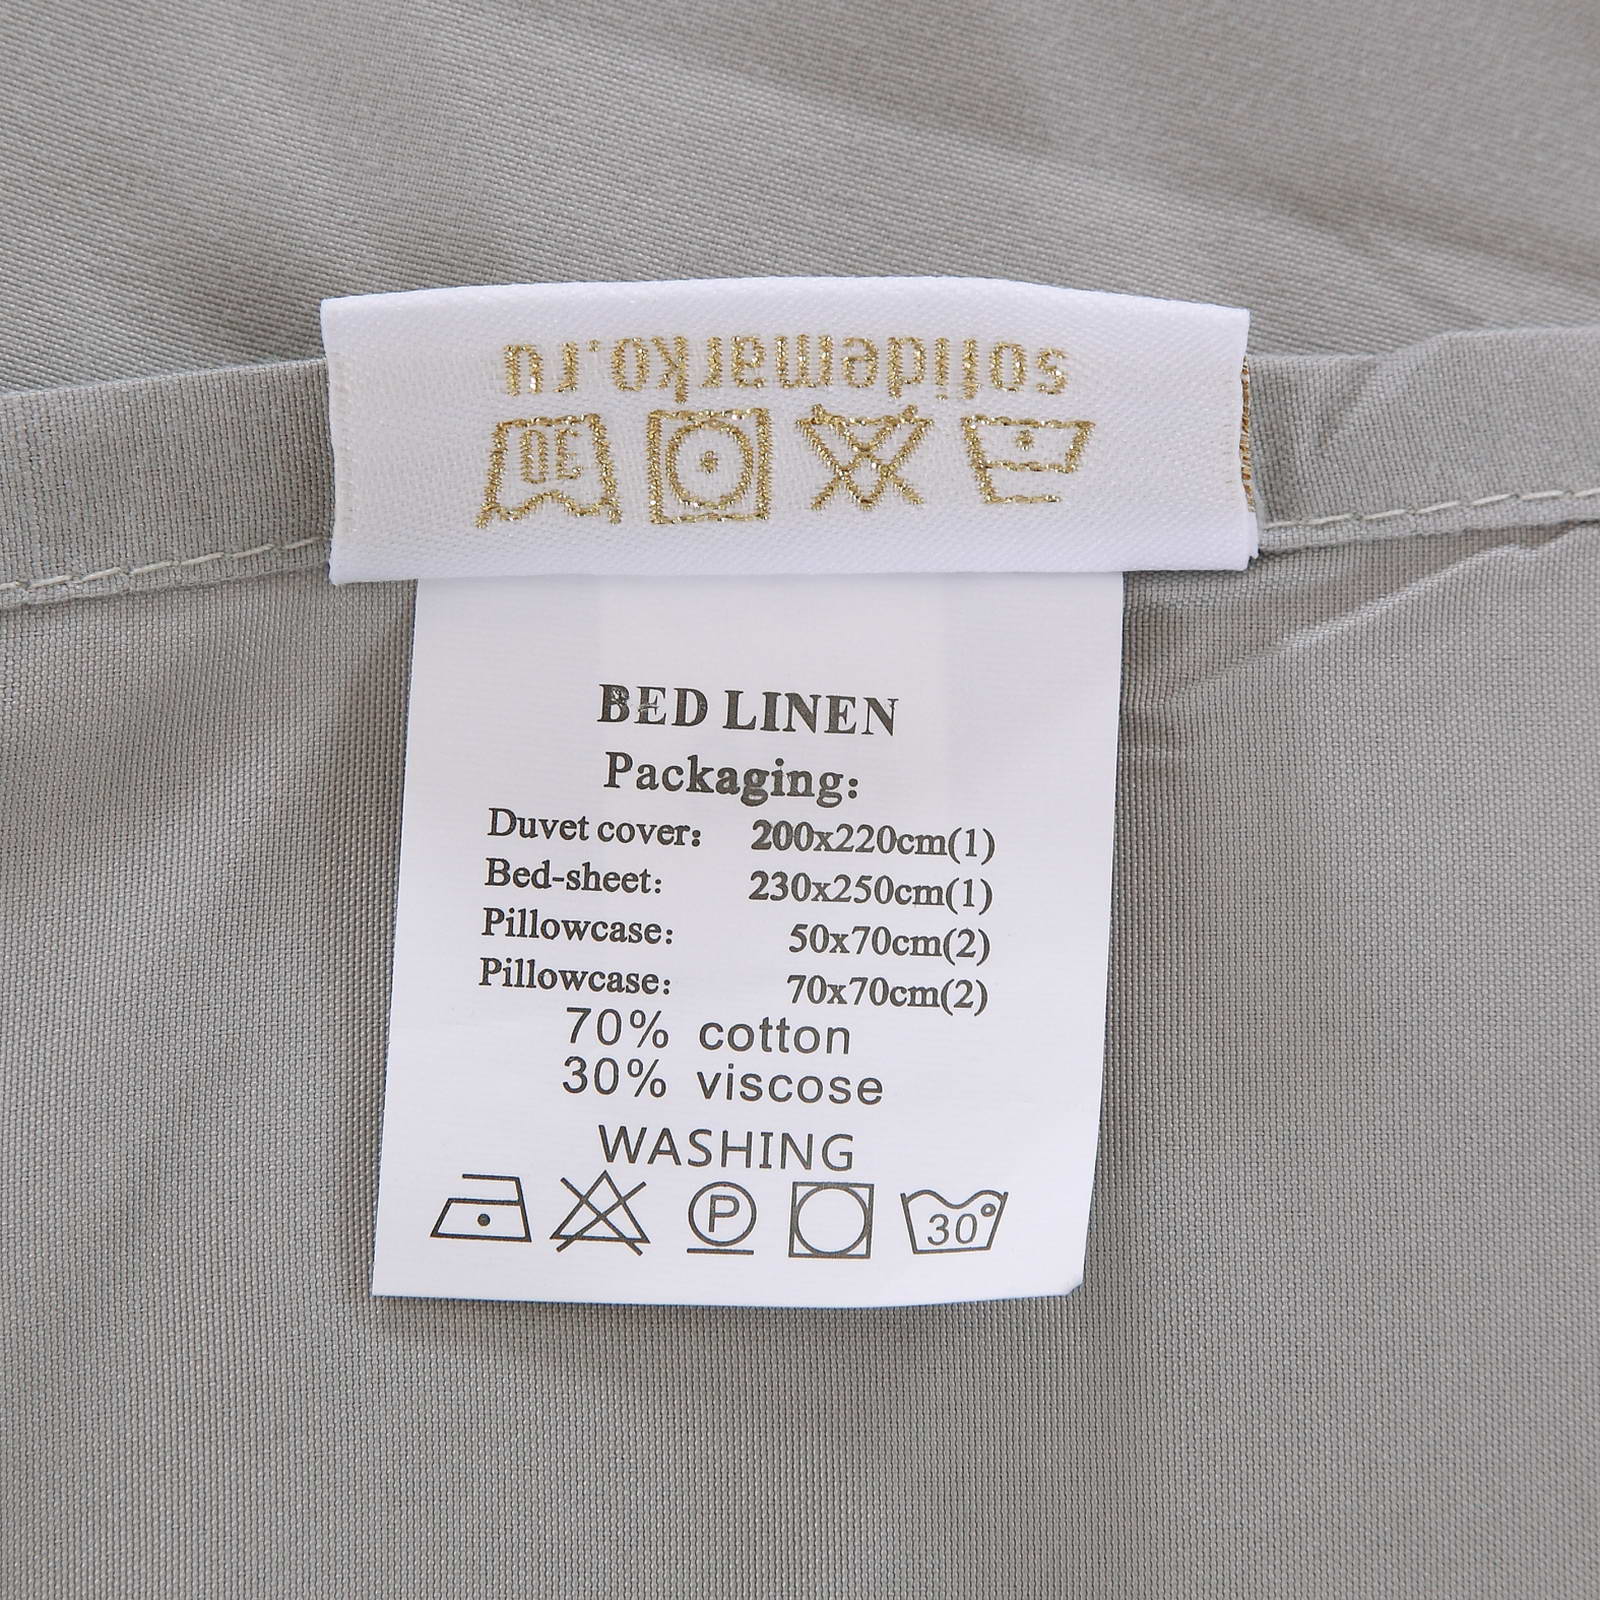 solidemarko.ru
30
BED LINEN
Packaging:
Duvet cover: 200x220cm(1)
Bed-sheet: 230x250cm(1)
Pillowcase: 50x70cm(2)
Pillowcase: 70x70cm(2)
70% cotton
30% viscose
WASHING
P 30°